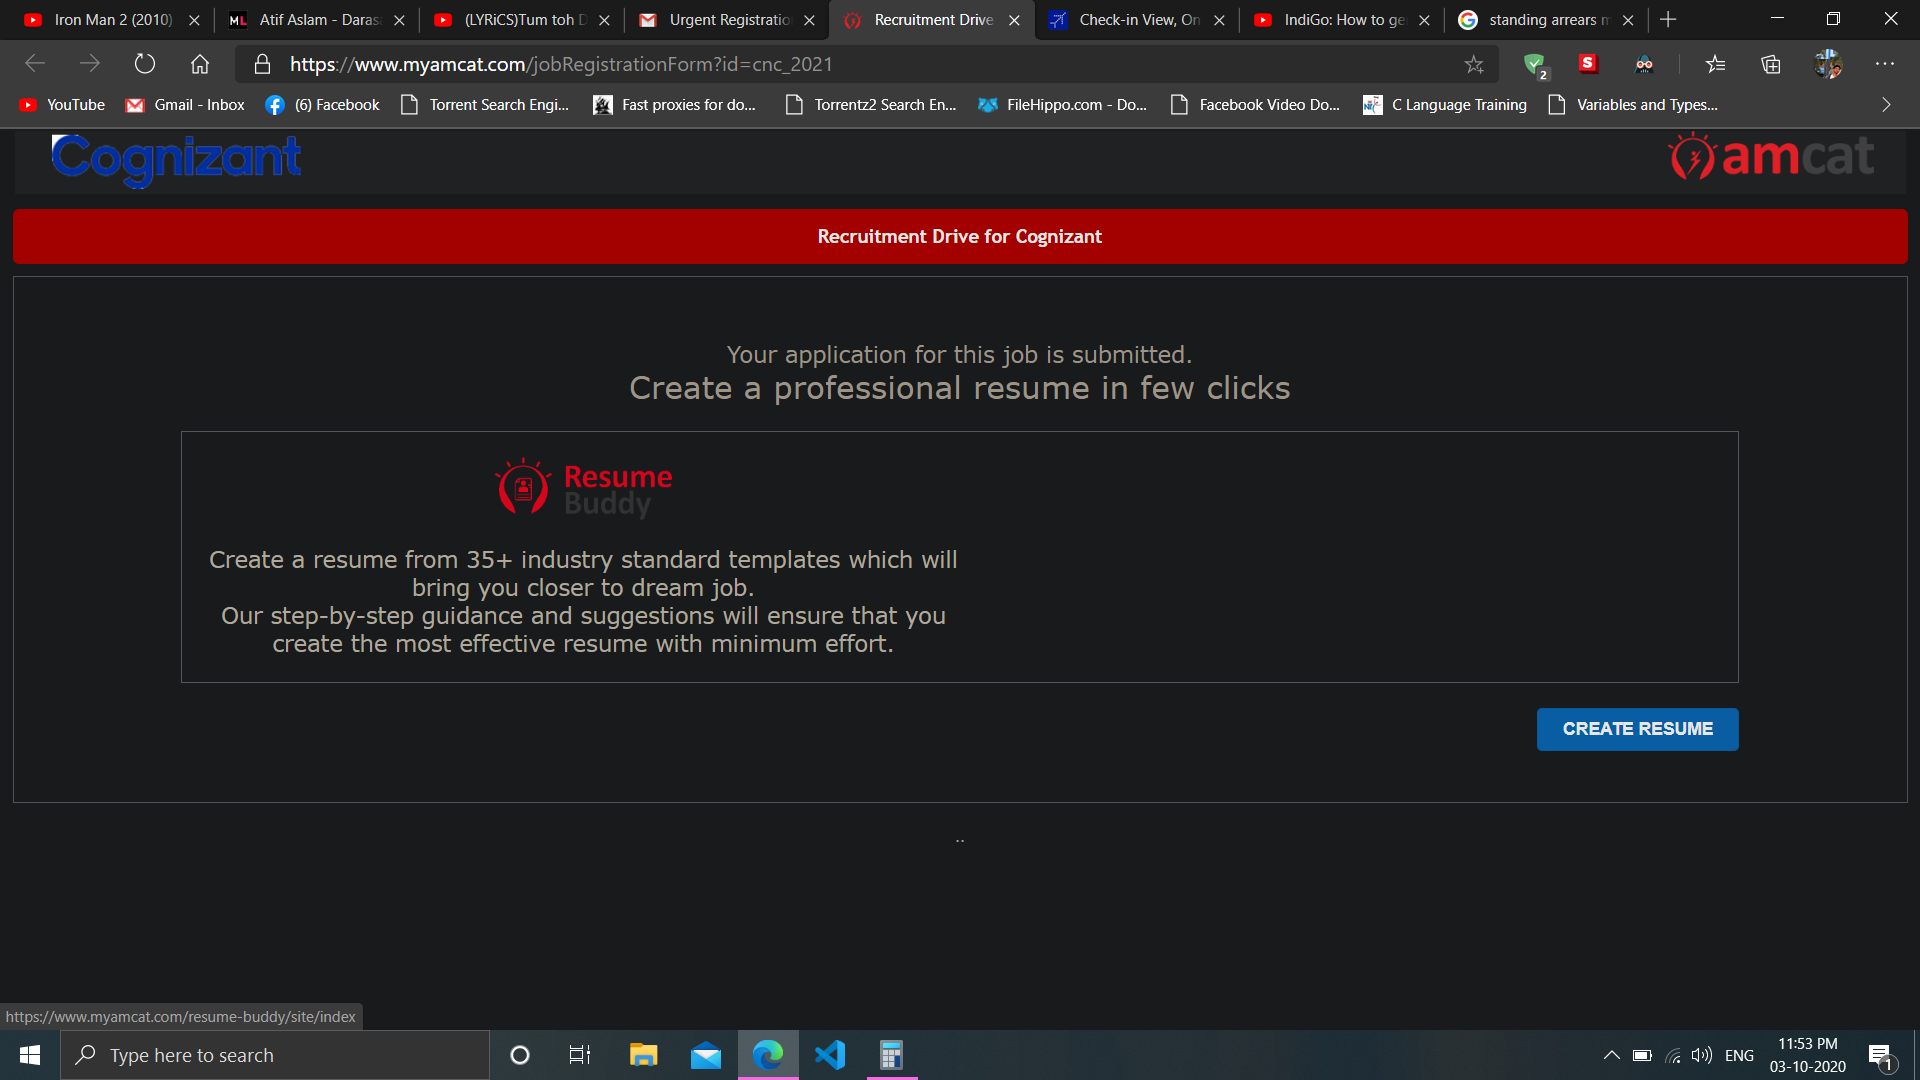 Iron Man 2 (2010)
Atif Aslam - Daras
(LYRiCS)Tum toh D
Urgent Registratio
Recruitment Drive
Check-in View, On
IndiGo: How to ge
standing arrears m
https://www.myamcat.com/jobRegistrationForm?id=cnc_2021
2
S
YouTube
Gmail - Inbox
(6) Facebook
Torrent Search Engi...
Fast proxies for do...
Torrentz2 Search En...
FileHippo.com - Do...
Facebook Video Do...
C Language Training
Variables and Types...
Cognizant
amcat
Recruitment Drive for Cognizant
Your application for this job is submitted.
Create a professional resume in few clicks
Resume
Buddy
Create a resume from 35+ industry standard templates which will
bring you closer to dream job.
Our step-by-step guidance and suggestions will ensure that you
create the most effective resume with minimum effort.
CREATE RESUME
..
https://www.myamcat.com/resume-buddy/site/index
Type here to search
ENG
11:53 PM
03-10-2020
1